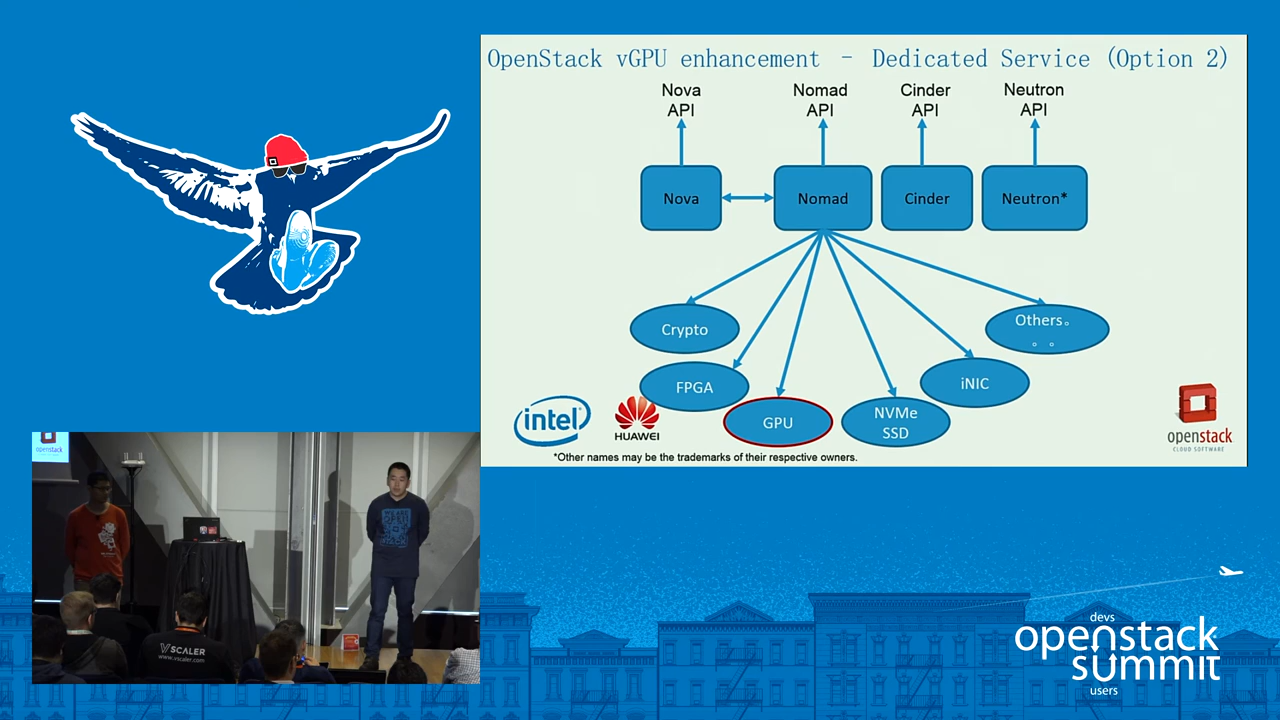 OpenStack vGPU enhancement - Dedicated Service (Option 2)
Nova
API
Nomad
API
Cinder
API
Neutron
API
Nova
Nomad
Cinder
Neutron*
Crypto
Others。
。。
FPGA
iNIC
GPU
NVMe
SSD
intel
HUAWEI
openstack
CLOUD SOFTWARE
*Other names may be the trademarks of their respective owners.
openstack
VSCALER
www.vscaler.com
devs
openstack
summit
users